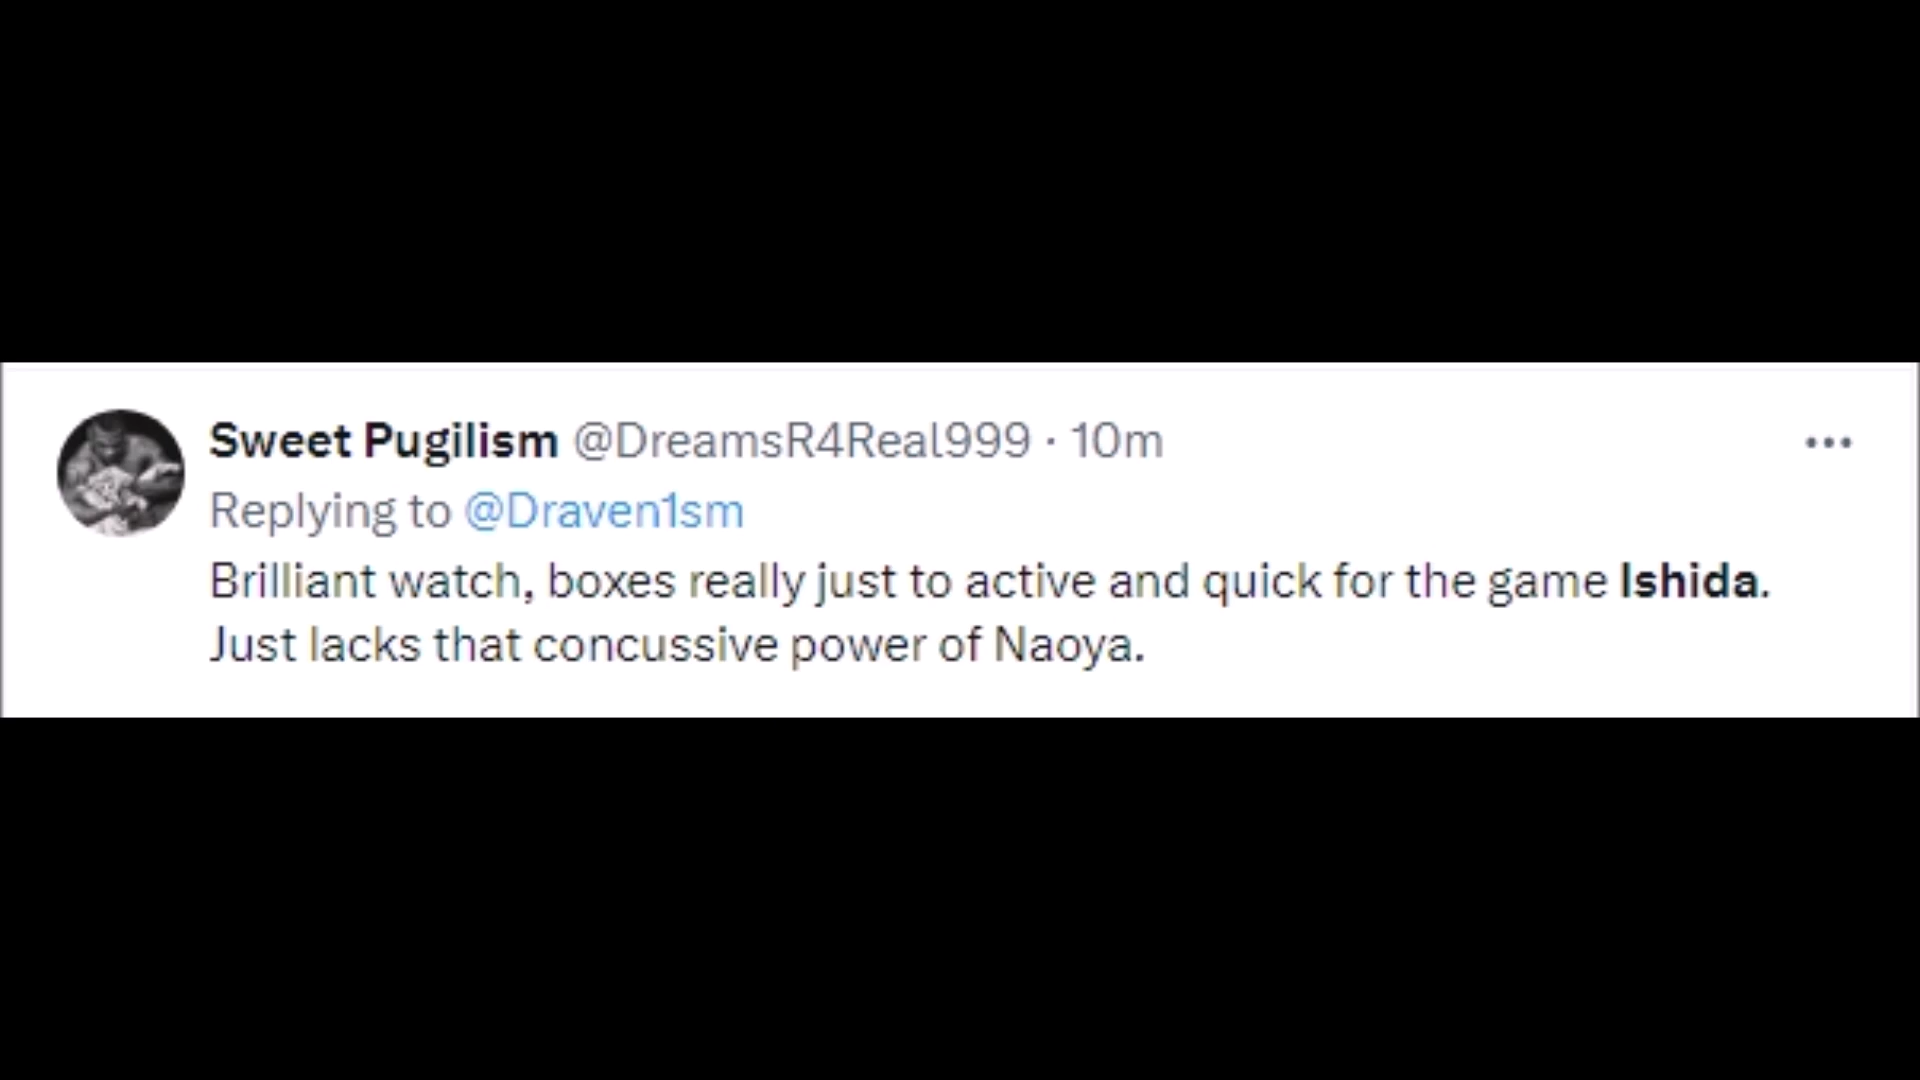 Sweet Pugilism @DreamsR4Real999 · 10m
Replying to @Draven1sm
Brilliant watch, boxes really just to active and quick for the game Ishida.
Just lacks that concussive power of Naoya.